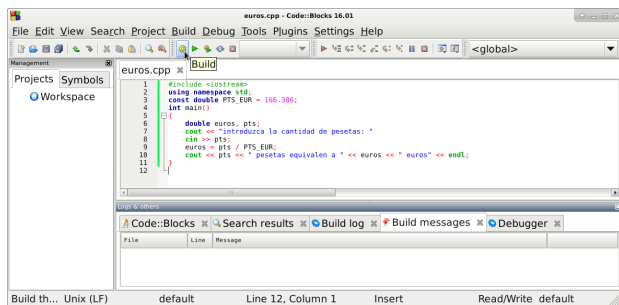 euros.cpp - Code::Blocks 16.01
File Edit View Search Project Build Debug Tools Plugins Settings Help
<global>
Build
Management
Projects Symbols
Workspace
euros.cpp
1 #include <iostream>
2 using namespace std;
3 const double PTS_EUR = 166.386;
4 int main()
5 {
6 double euros, pts;
7 cout << "introduzca la cantidad de pesetas: "
8 cin >> pts;
9 euros = pts / PTS_EUR;
10 cout << pts << " pesetas equivalen a " << euros << " euros" << endl;
11 }
12
Logs & others
Code::Blocks Search results Build log Build messages Debugger
File Line Message
Build th... Unix (LF) default Line 12, Column 1 Insert Read/Write default